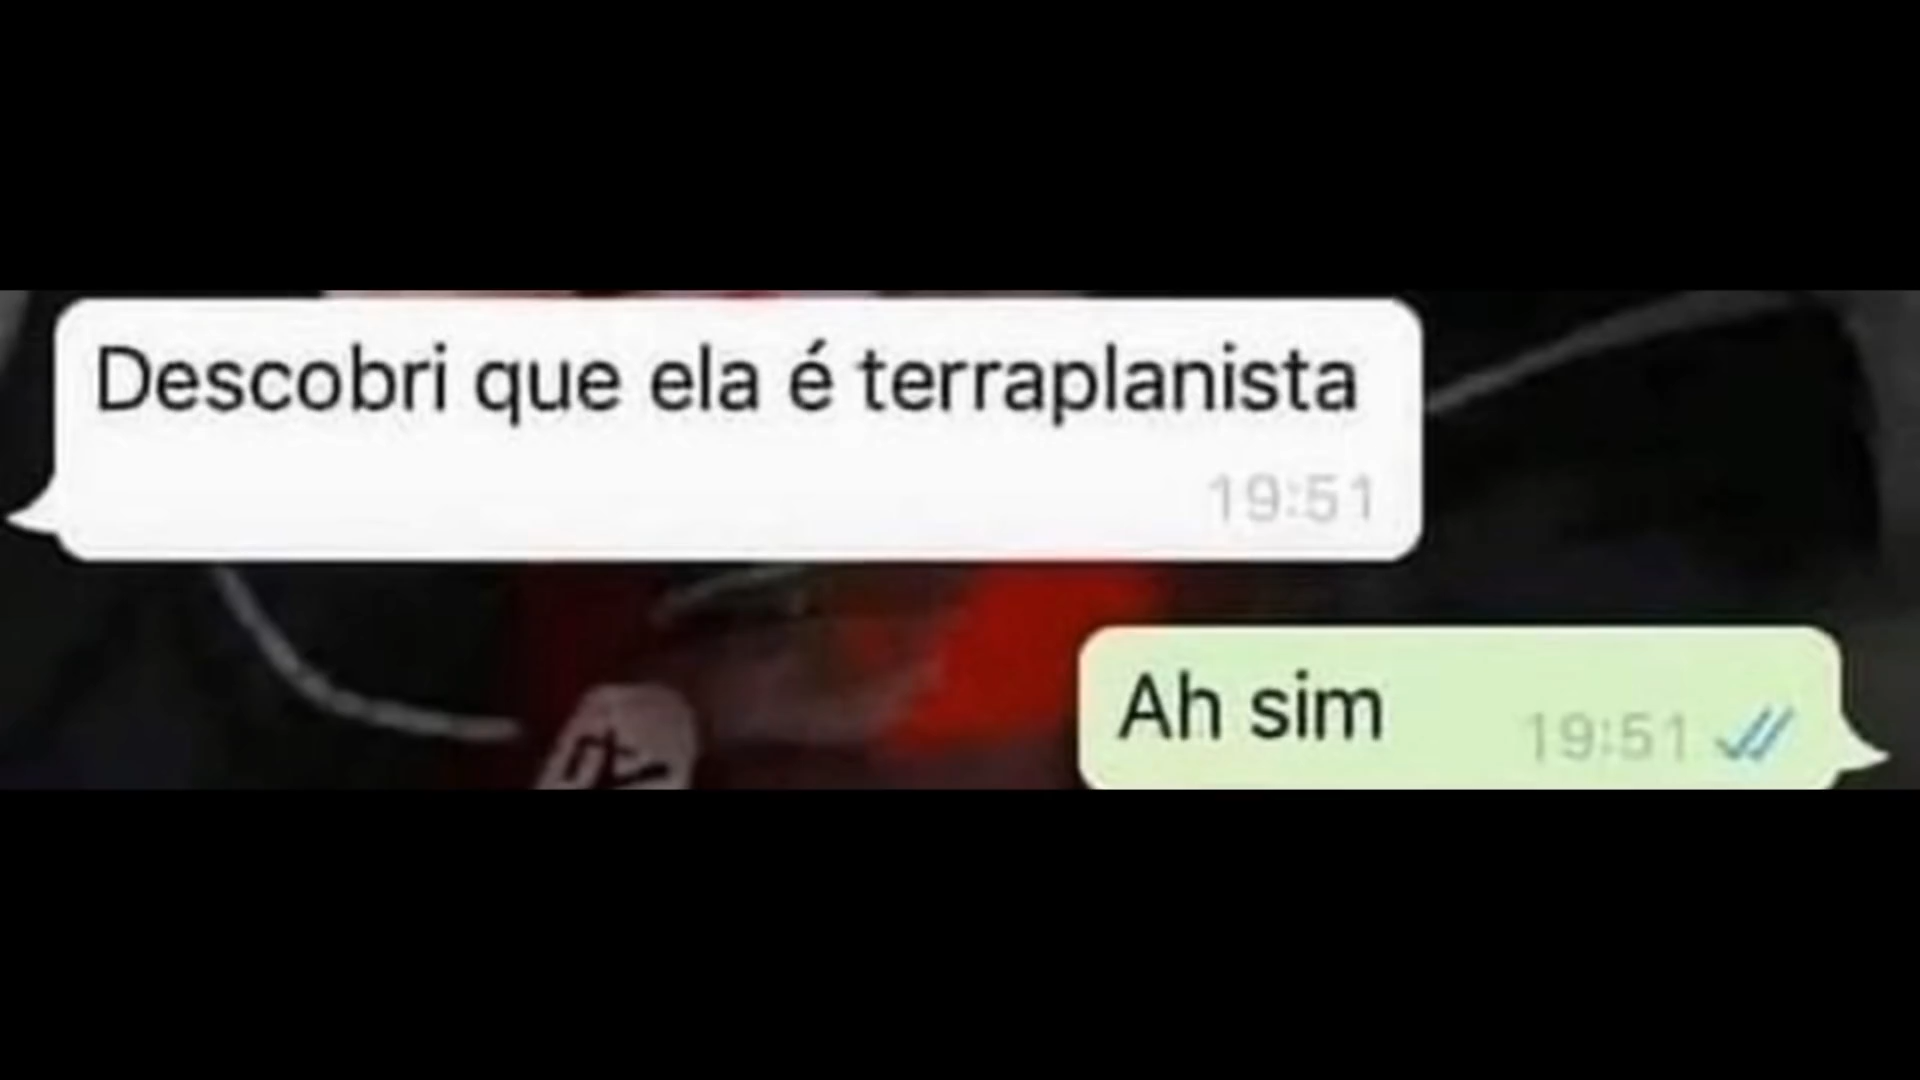 Descobri que ela é terraplanista
19:51
Ah sim 19:51